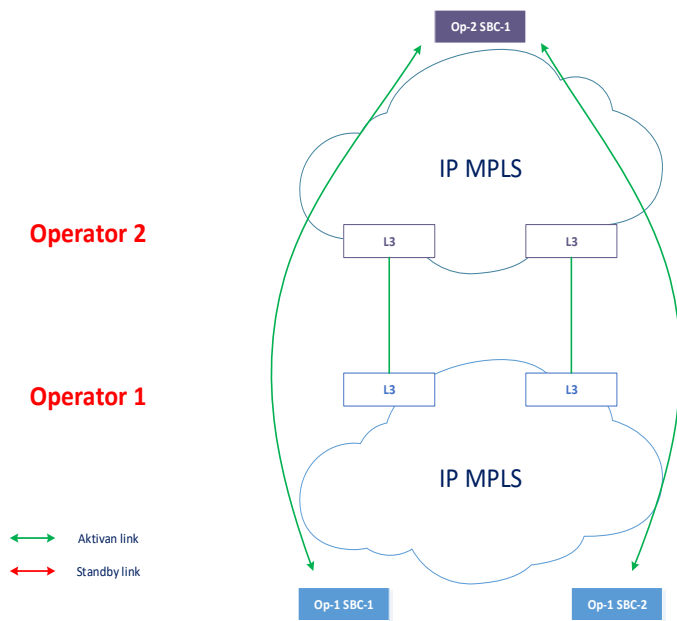 Op-2 SBC-1
IP MPLS
Operator 2
L3
L3
Operator 1
L3
L3
IP MPLS
Aktivan link
Standby link
Op-1 SBC-1
Op-1 SBC-2